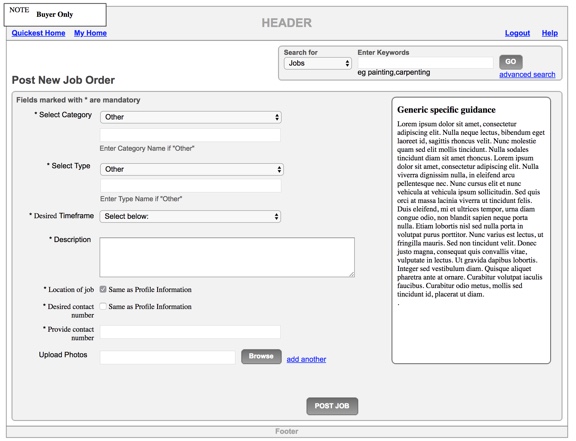 NOTE
Buyer Only
HEADER
Quickest Home My Home
Logout Help
Search for Enter Keywords
Jobs GO
eg painting,carpenting advanced search
Post New Job Order
Fields marked with * are mandatory
* Select Category Other
Enter Category Name if "Other"
* Select Type Other
Enter Type Name if "Other"
* Desired Timeframe Select below:
* Description
* Location of job Same as Profile Information
* Desired contact number Same as Profile Information
* Provide contact number
Upload Photos Browse add another
POST JOB
Generic specific guidance
Lorem ipsum dolor sit amet, consectetur
adipiscing elit. Nulla neque lectus, bibendum eget
laoreet id, sagittis rhoncus velit. Nunc molestie
quam sed elit mollis tincidunt. Nulla sodales
tincidunt diam sit amet rhoncus. Lorem ipsum
dolor sit amet, consectetur adipiscing elit. Nulla
viverra dignissim nulla, in eleifend arcu
pellentesque nec. Nunc cursus elit et nunc
vehicula at vehicula ipsum sollicitudin. Sed quis
orci at massa lacinia viverra ut tincidunt felis.
Duis eleifend, mi et ultrices tempor, urna diam
congue odio, non blandit sapien neque porta
nulla. Etiam lobortis nisl sed nulla porta in
volutpat purus porttitor. Nunc varius est lectus, ut
fringilla mauris. Sed non tincidunt velit. Donec
justo magna, consequat quis convallis vitae,
vulputate in lectus. Ut gravida dapibus lobortis.
Integer sed vestibulum diam. Quisque aliquet
pharetra ante at ornare. Curabitur volutpat iaculis
faucibus. Curabitur odio metus, mollis sed
tincidunt id, placerat ut diam.
.
Footer